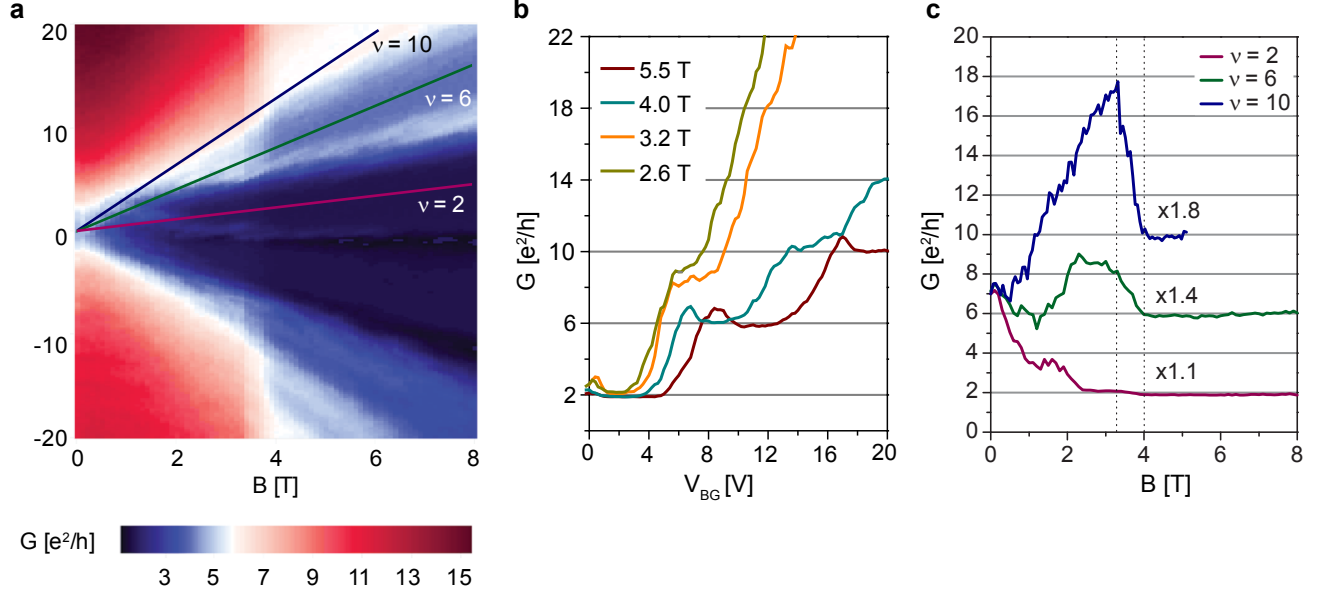 a
20
10
0
-10
-20
ν = 10
ν = 6
ν = 2
0 2 4 6 8
B [T]
G [e²/h]
3 5 7 9 11 13 15
b
G [e²/h]
22
18
14
10
6
2
5.5 T
4.0 T
3.2 T
2.6 T
0 4 8 12 16 20
V_BG [V]
c
G [e²/h]
20
18
16
14
12
10
8
6
4
2
0
ν = 2
ν = 6
ν = 10
x1.8
x1.4
x1.1
0 2 4 6 8
B [T]